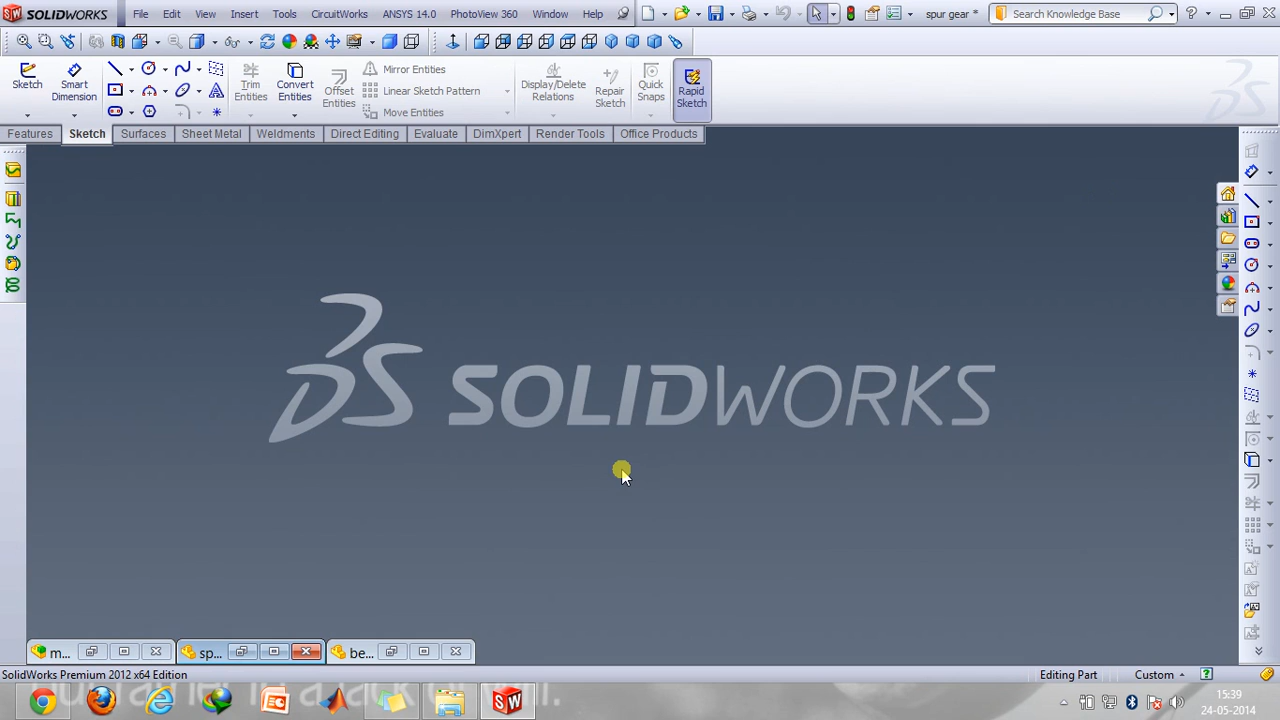 SOLIDWORKS File Edit View Insert Tools CircuitWorks ANSYS 14.0 PhotoView 360 Window Help spur gear * Search Knowledge Base
Sketch Smart Dimension Trim Entities Convert Entities Offset Entities Mirror Entities Linear Sketch Pattern Move Entities Display/Delete Relations Repair Sketch Quick Snaps Rapid Sketch
Features Sketch Surfaces Sheet Metal Weldments Direct Editing Evaluate DimXpert Render Tools Office Products
SOLIDWORKS
m... sp... be...
SolidWorks Premium 2012 x64 Edition Editing Part Custom
15:39
24-05-2014